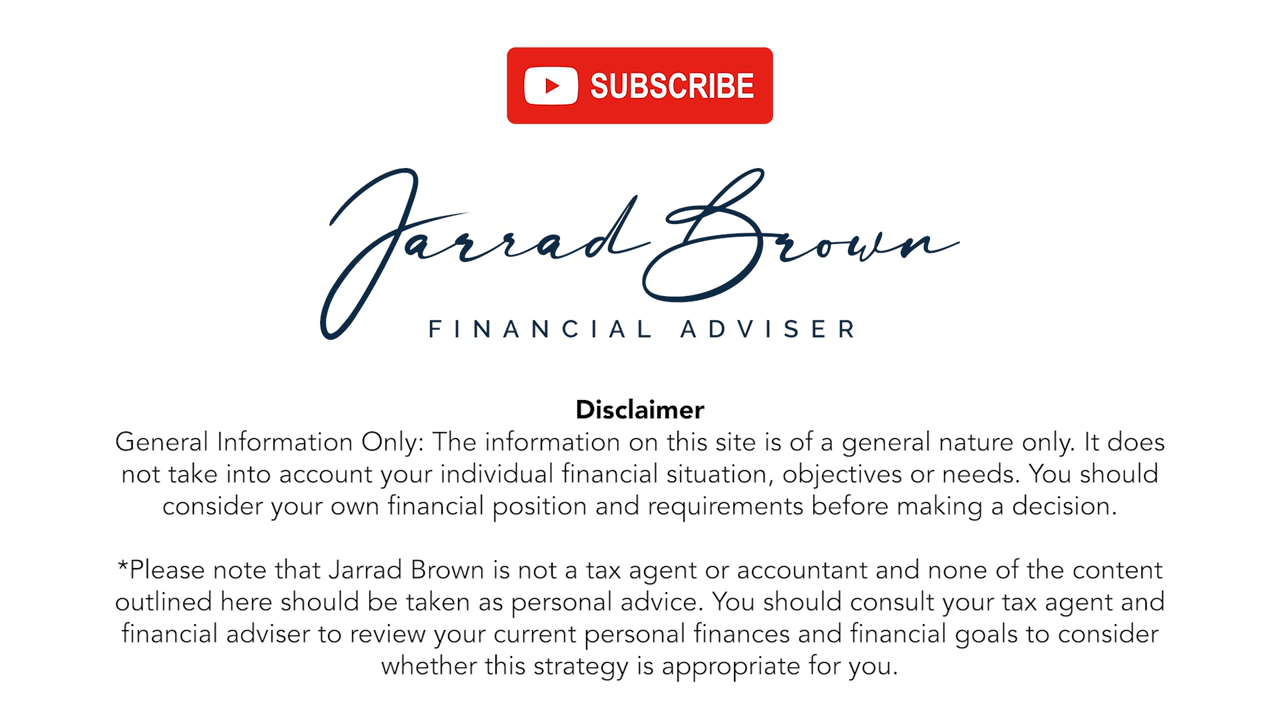 SUBSCRIBE
Jarrad Brown
FINANCIAL ADVISER
Disclaimer
General Information Only: The information on this site is of a general nature only. It does
not take into account your individual financial situation, objectives or needs. You should
consider your own financial position and requirements before making a decision.
*Please note that Jarrad Brown is not a tax agent or accountant and none of the content
outlined here should be taken as personal advice. You should consult your tax agent and
financial adviser to review your current personal finances and financial goals to consider
whether this strategy is appropriate for you.